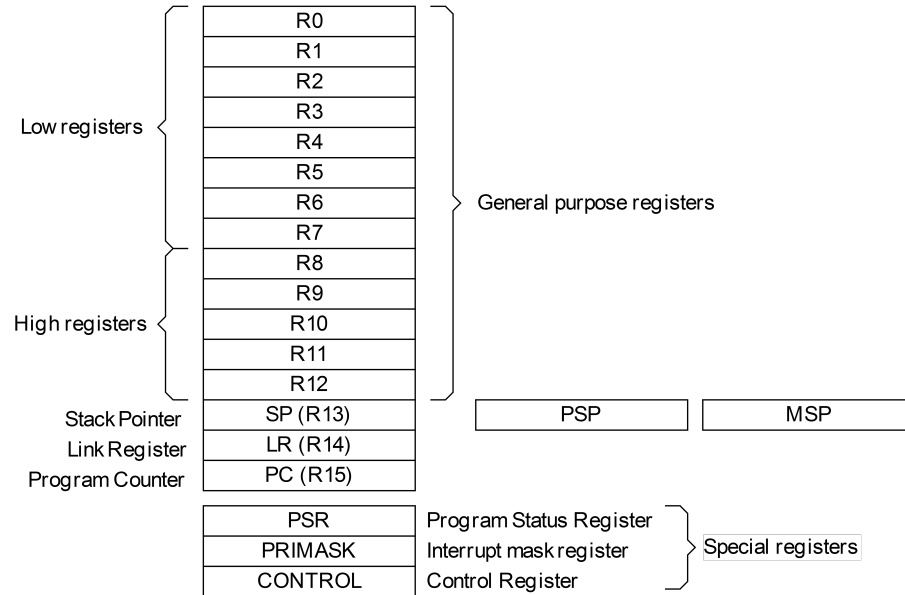 R0
R1
R2
R3
Low registers
R4
R5
R6
General purpose registers
R7
R8
R9
High registers
R10
R11
R12
Stack Pointer SP (R13) PSP MSP
Link Register LR (R14)
Program Counter PC (R15)
PSR Program Status Register
PRIMASK Interrupt mask register Special registers
CONTROL Control Register